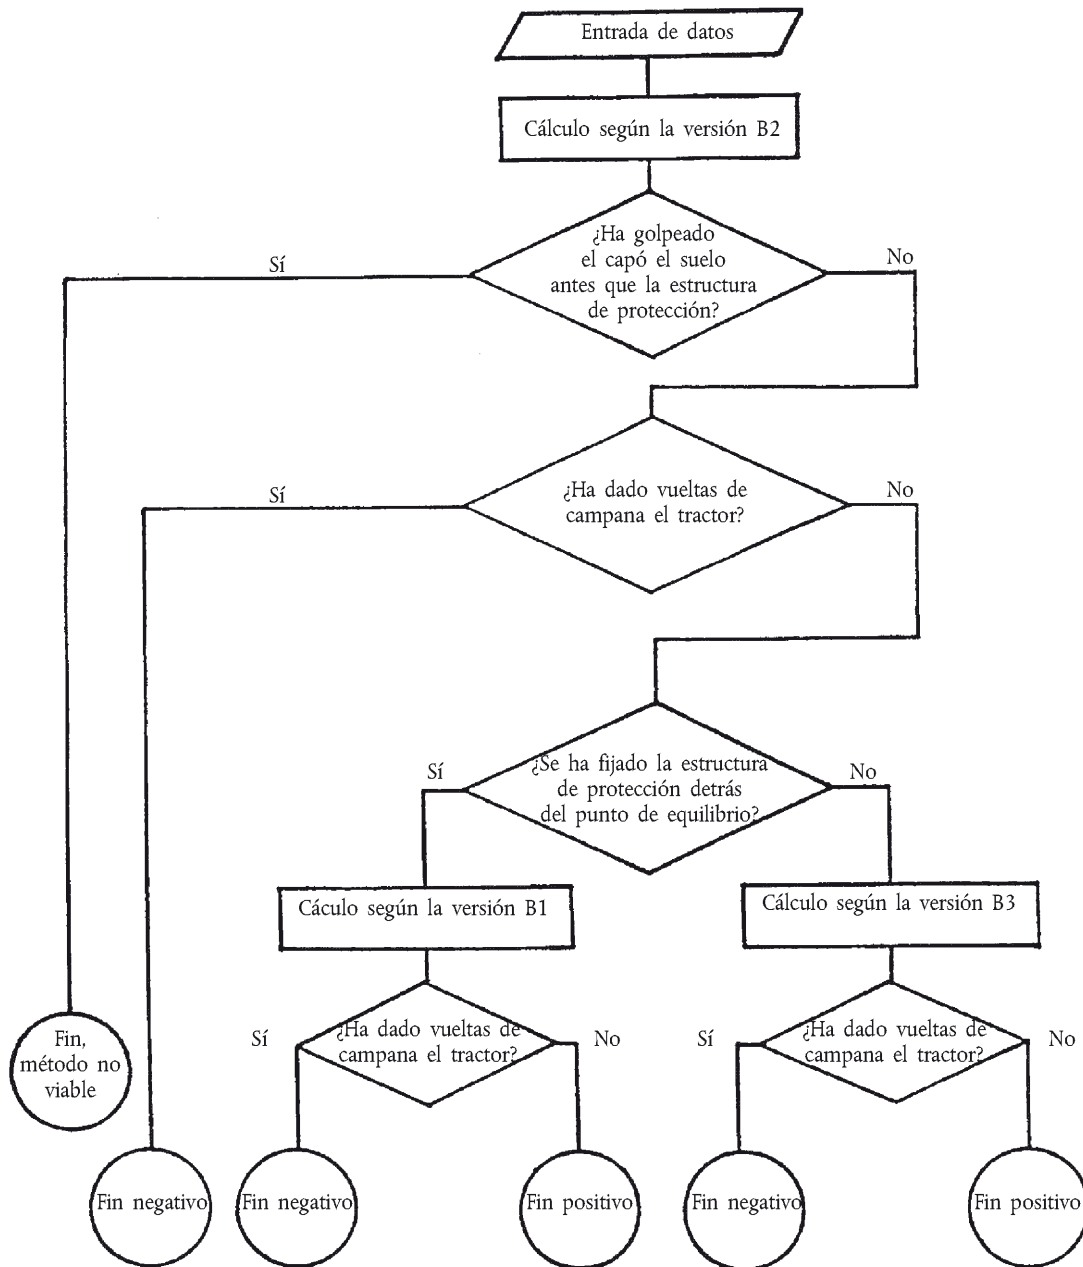 Entrada de datos
Cálculo según la versión B2
¿Ha golpeado
el capó el suelo
antes que la estructura
de protección?
Sí
No
¿Ha dado vueltas de
campana el tractor?
Sí
No
¿Se ha fijado la estructura
de protección detrás
del punto de equilibrio?
Sí
No
Cáculo según la versión B1
Cálculo según la versión B3
¿Ha dado vueltas de
campana el tractor?
Sí
No
¿Ha dado vueltas de
campana el tractor?
Sí
No
Fin,
método no
viable
Fin negativo
Fin negativo
Fin positivo
Fin negativo
Fin positivo